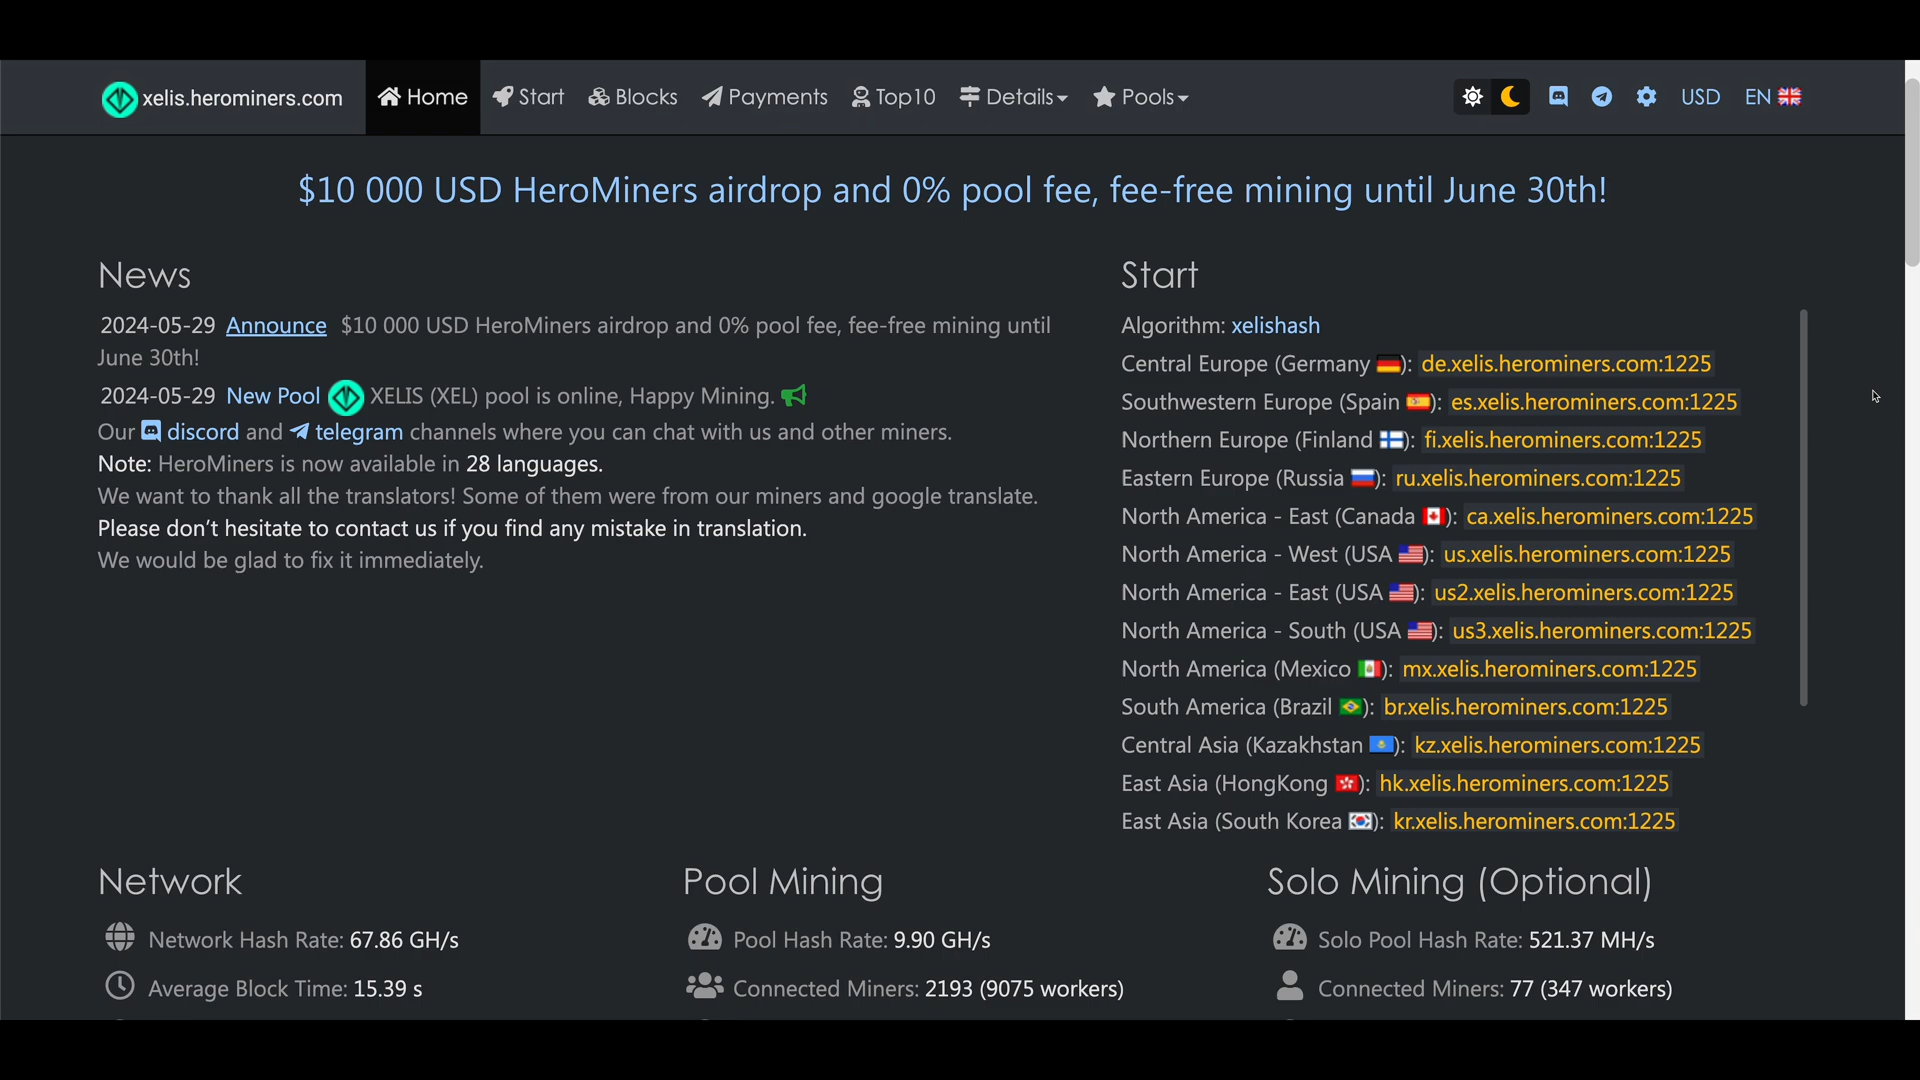 xelis.herominers.com Home Start Blocks Payments Top10 Details Pools USD EN
$10 000 USD HeroMiners airdrop and 0% pool fee, fee-free mining until June 30th!
News
2024-05-29 Announce $10 000 USD HeroMiners airdrop and 0% pool fee, fee-free mining until
June 30th!
2024-05-29 New Pool XELIS (XEL) pool is online, Happy Mining.
Our discord and telegram channels where you can chat with us and other miners.
Note: HeroMiners is now available in 28 languages.
We want to thank all the translators! Some of them were from our miners and google translate.
Please don't hesitate to contact us if you find any mistake in translation.
We would be glad to fix it immediately.
Start
Algorithm: xelishash
Central Europe (Germany 🇩🇪): de.xelis.herominers.com:1225
Southwestern Europe (Spain 🇪🇸): es.xelis.herominers.com:1225
Northern Europe (Finland 🇫🇮): fi.xelis.herominers.com:1225
Eastern Europe (Russia 🇷🇺): ru.xelis.herominers.com:1225
North America - East (Canada 🇨🇦): ca.xelis.herominers.com:1225
North America - West (USA 🇺🇸): us.xelis.herominers.com:1225
North America - East (USA 🇺🇸): us2.xelis.herominers.com:1225
North America - South (USA 🇺🇸): us3.xelis.herominers.com:1225
North America (Mexico 🇲🇽): mx.xelis.herominers.com:1225
South America (Brazil 🇧🇷): br.xelis.herominers.com:1225
Central Asia (Kazakhstan 🇰🇿): kz.xelis.herominers.com:1225
East Asia (HongKong 🇭🇰): hk.xelis.herominers.com:1225
East Asia (South Korea 🇰🇷): kr.xelis.herominers.com:1225
Network
Network Hash Rate: 67.86 GH/s
Average Block Time: 15.39 s
Pool Mining
Pool Hash Rate: 9.90 GH/s
Connected Miners: 2193 (9075 workers)
Solo Mining (Optional)
Solo Pool Hash Rate: 521.37 MH/s
Connected Miners: 77 (347 workers)